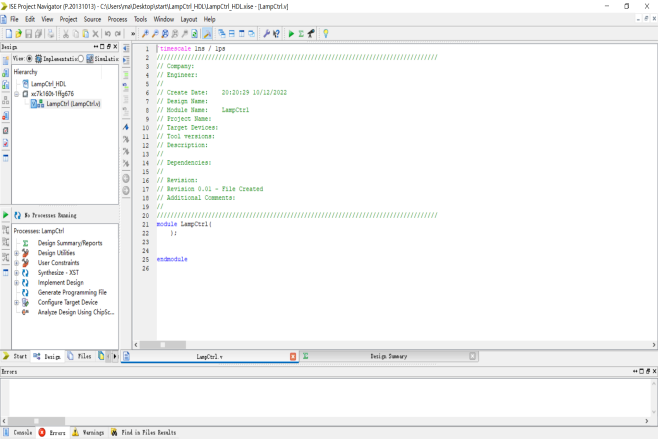 ISE Project Navigator (P.20131013) - C:\Users\ma\Desktop\start\LampCtrl_HDL\LampCtrl_HDL.xise - [LampCtrl.v]
File Edit View Project Source Process Tools Window Layout Help
Design
View: Implementation Simulatio
Hierarchy
LampCtrl_HDL
xc7k160t-1ffg676
LampCtrl (LampCtrl.v)
No Processes Running
Processes: LampCtrl
Design Summary/Reports
Design Utilities
User Constraints
Synthesize - XST
Implement Design
Generate Programming File
Configure Target Device
Analyze Design Using ChipSc...
Start Design Files
1 `timescale 1ns / 1ps
2 //////////////////////////////////////////////////////////////////////////////////
3 // Company:
4 // Engineer:
5 //
6 // Create Date: 20:20:29 10/12/2022
7 // Design Name:
8 // Module Name: LampCtrl
9 // Project Name:
10 // Target Devices:
11 // Tool versions:
12 // Description:
13 //
14 // Dependencies:
15 //
16 // Revision:
17 // Revision 0.01 - File Created
18 // Additional Comments:
19 //
20 //////////////////////////////////////////////////////////////////////////////////
21 module LampCtrl(
22 );
23
24
25 endmodule
26
LampCtrl.v Design Summary
Errors
Console Errors Warnings Find in Files Results